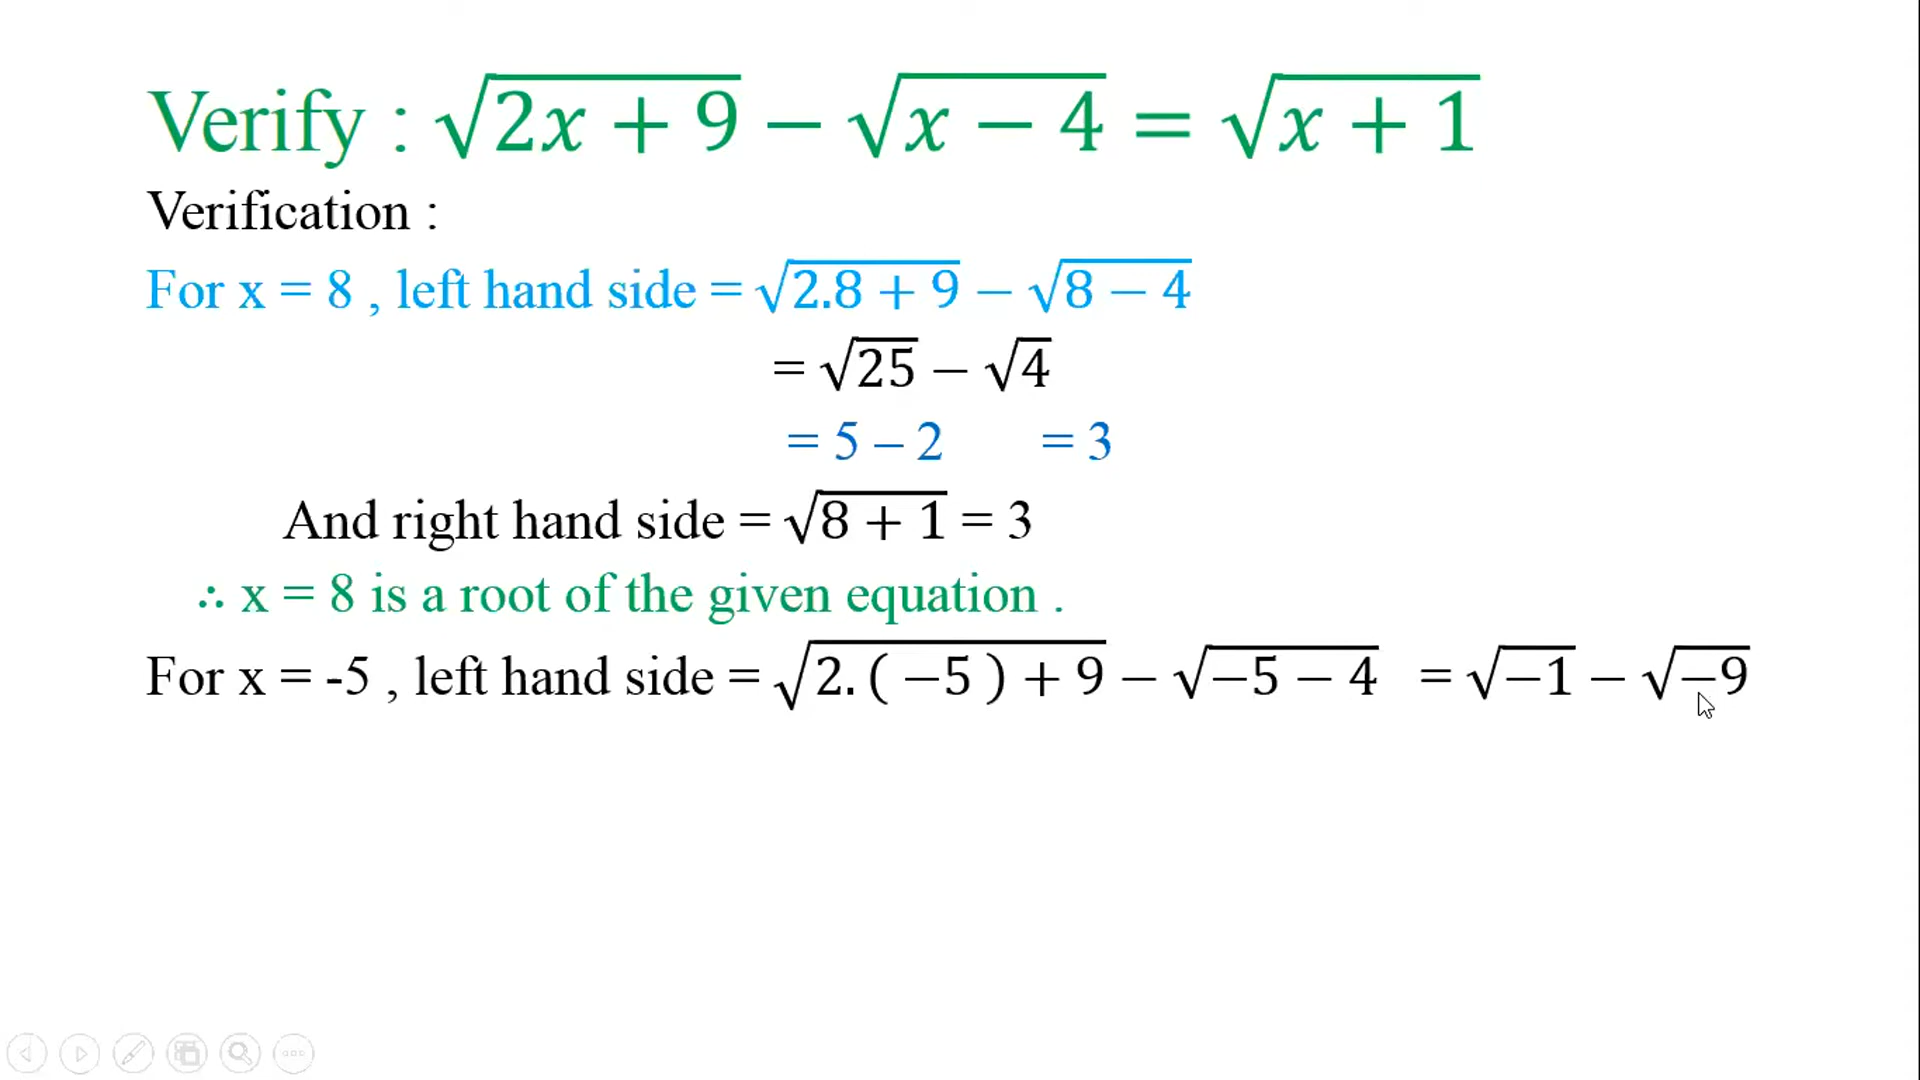 Verify : √2x + 9 − √x − 4 = √x + 1
Verification :
For x = 8 , left hand side = √2.8 + 9 − √8 − 4
= √25 − √4
= 5 – 2 = 3
And right hand side = √8 + 1 = 3
∴ x = 8 is a root of the given equation .
For x = -5 , left hand side = √2. ( −5 ) + 9 − √−5 − 4 = √−1 − √−9